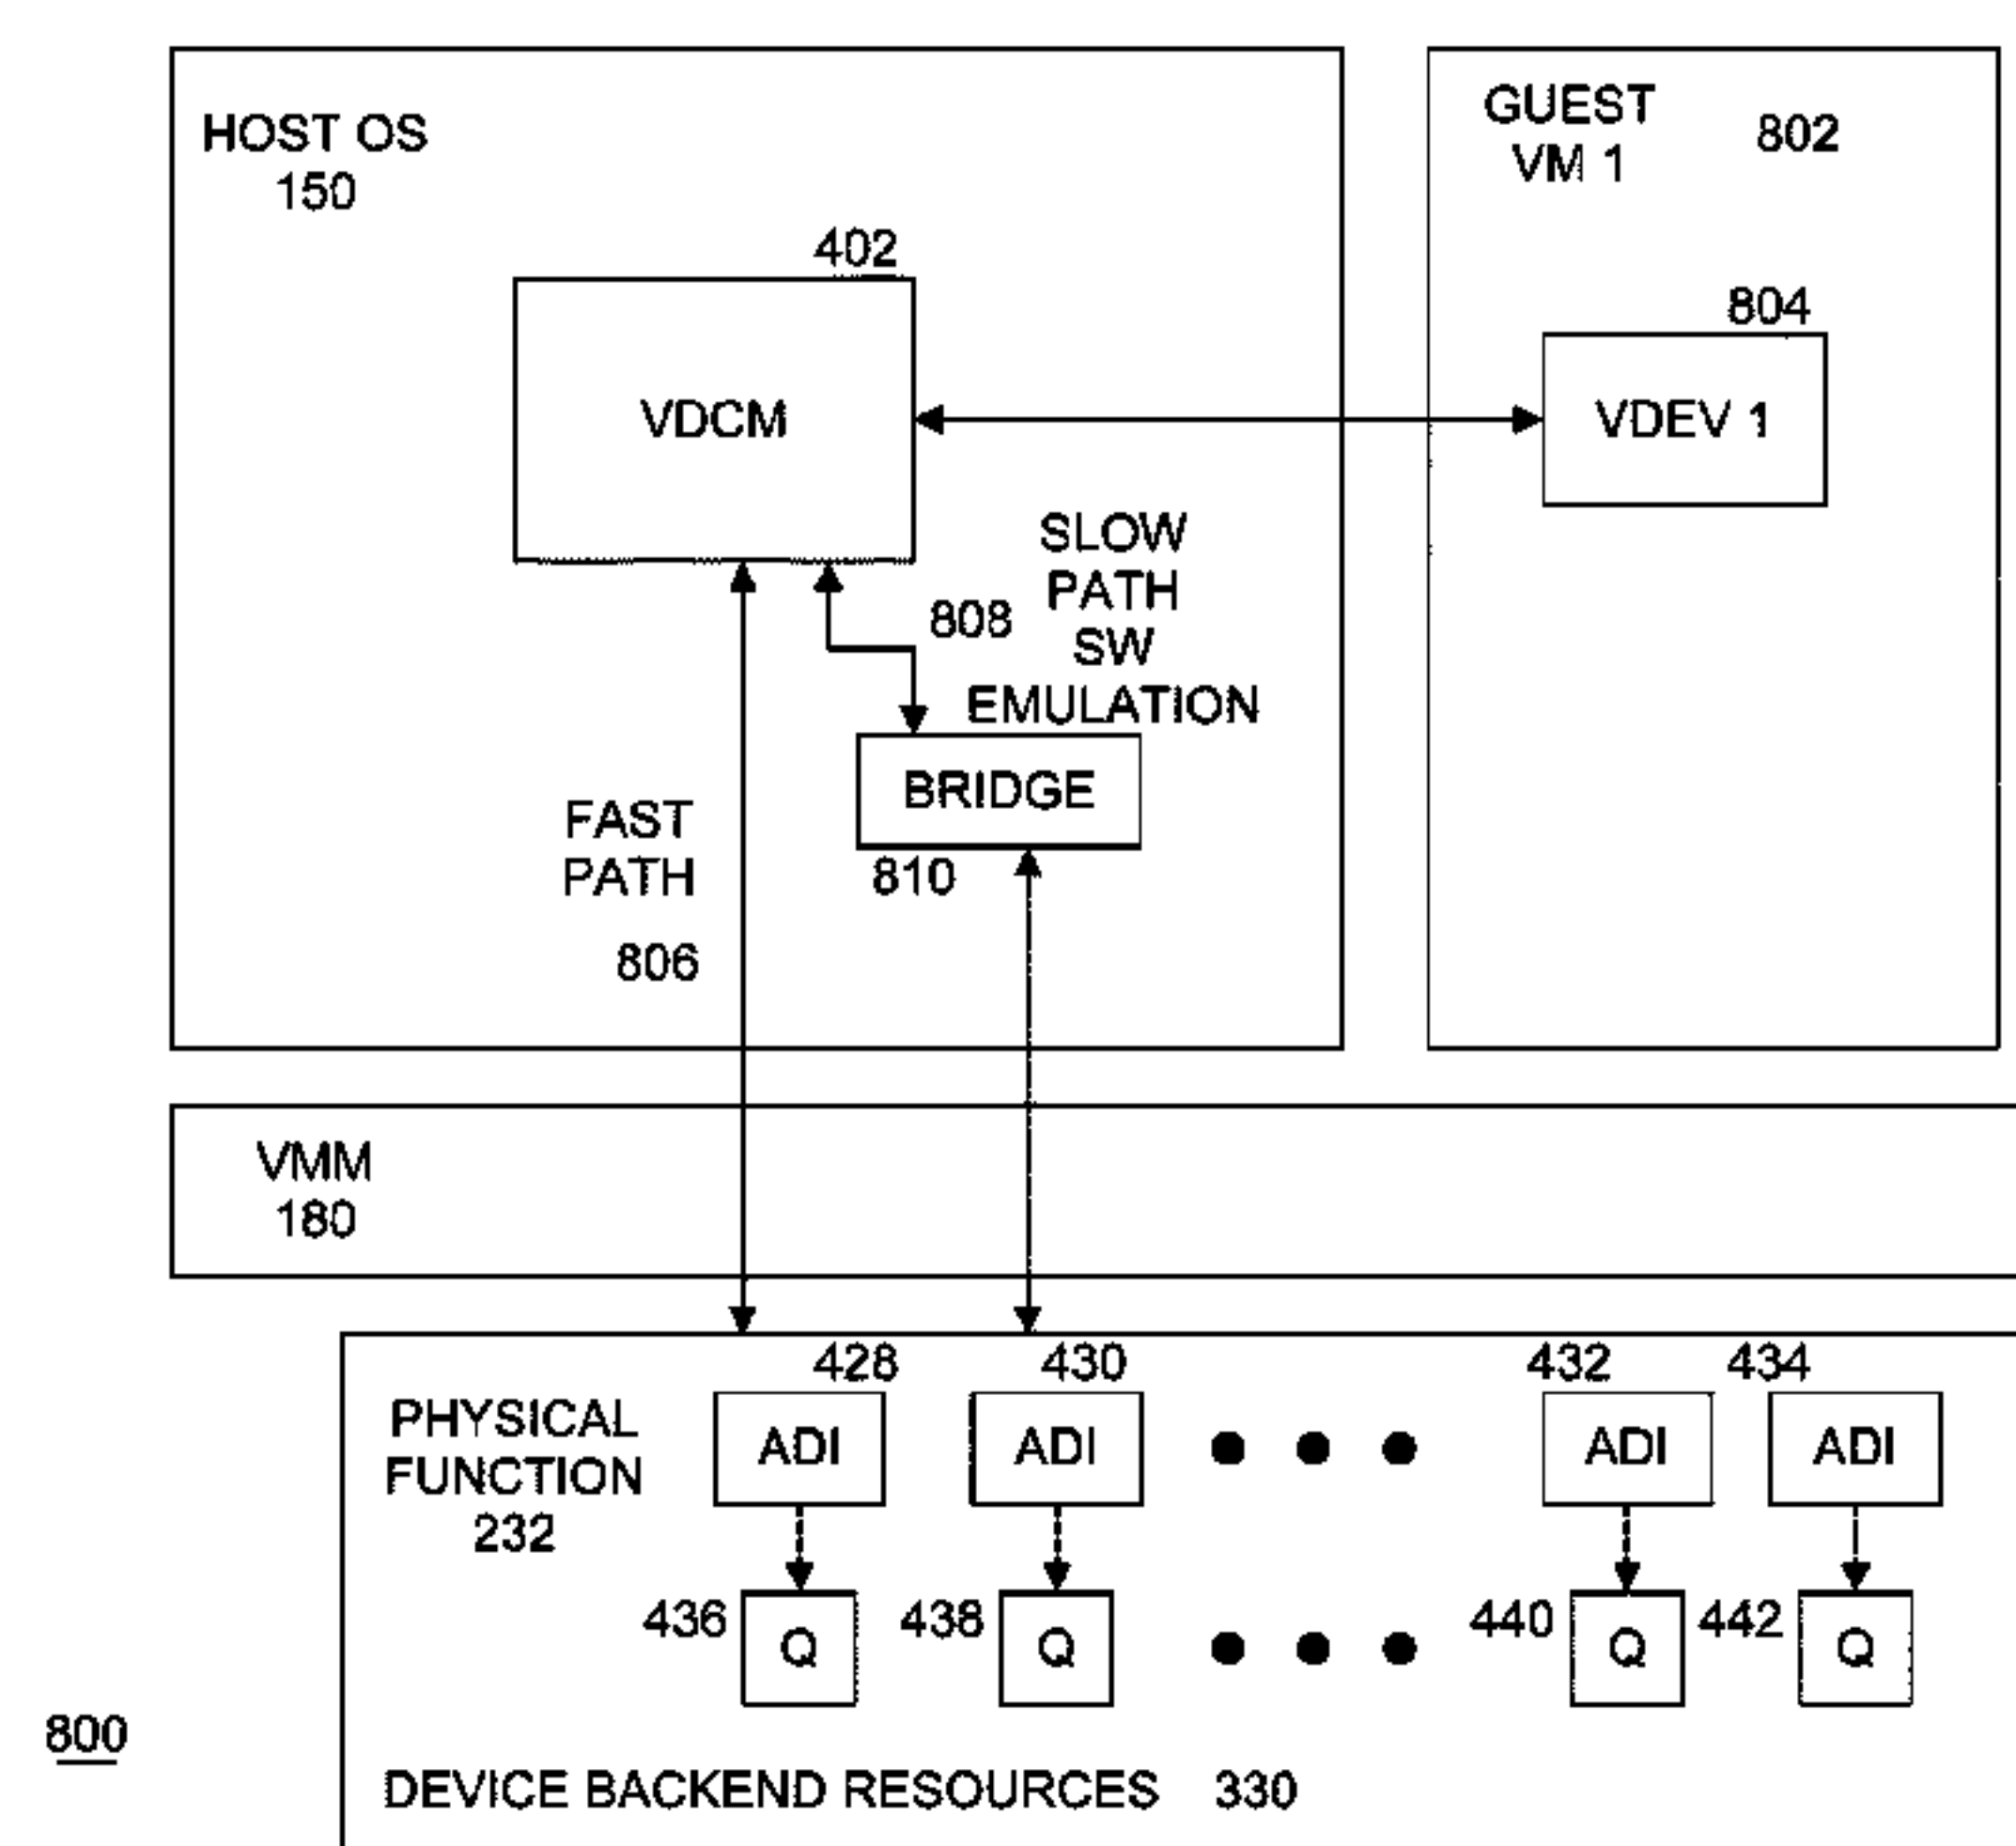 HOST OS
150
402
VDCM
GUEST
VM 1
802
804
VDEV 1
808
SLOW
PATH
SW
EMULATION
BRIDGE
810
FAST
PATH
806
VMM
180
PHYSICAL
FUNCTION
232
428
430
432
434
ADI
ADI
ADI
ADI
436
438
440
442
Q
Q
Q
Q
DEVICE BACKEND RESOURCES 330
800